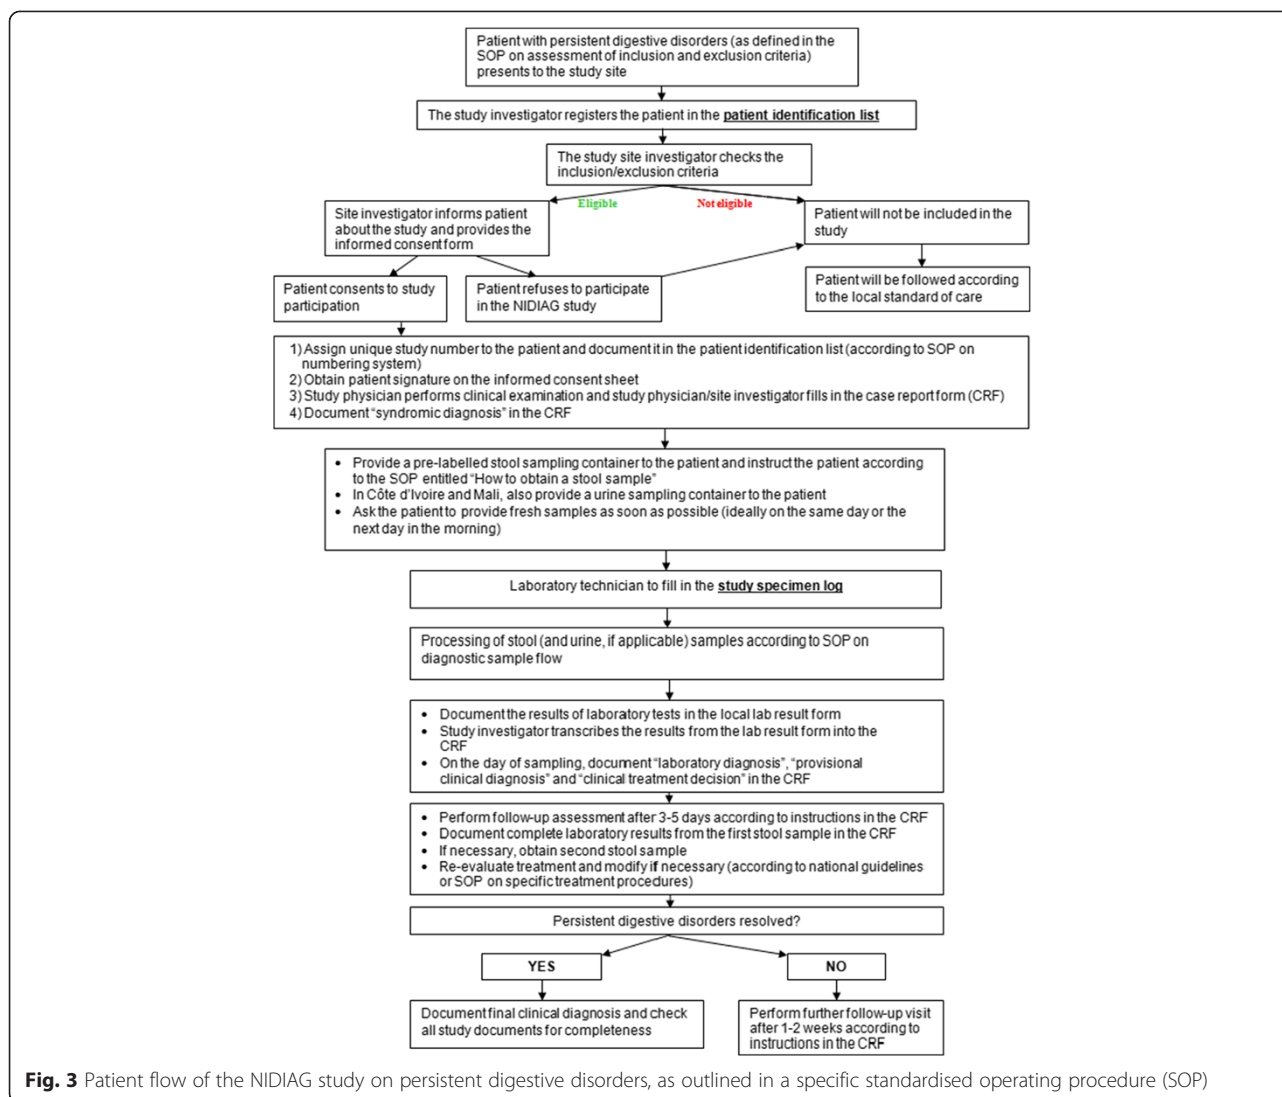 Patient with persistent digestive disorders (as defined in the
SOP on assessment of inclusion and exclusion criteria)
presents to the study site
The study investigator registers the patient in the patient identification list
The study site investigator checks the
inclusion/exclusion criteria
Eligible
Not eligible
Site investigator informs patient
about the study and provides the
informed consent form
Patient will not be included in the
study
Patient consents to study
participation
Patient refuses to participate
in the NIDIAG study
Patient will be followed according
to the local standard of care
1) Assign unique study number to the patient and document it in the patient identification list (according to SOP on
numbering system)
2) Obtain patient signature on the informed consent sheet
3) Study physician performs clinical examination and study physician/site investigator fills in the case report form (CRF)
4) Document “syndromic diagnosis” in the CRF
• Provide a pre-labelled stool sampling container to the patient and instruct the patient according
to the SOP entitled “How to obtain a stool sample”
• In Côte d’Ivoire and Mali, also provide a urine sampling container to the patient
• Ask the patient to provide fresh samples as soon as possible (ideally on the same day or the
next day in the morning)
Laboratory technician to fill in the study specimen log
Processing of stool (and urine, if applicable) samples according to SOP on
diagnostic sample flow
• Document the results of laboratory tests in the local lab result form
• Study investigator transcribes the results from the lab result form into the
CRF
• On the day of sampling, document “laboratory diagnosis”, “provisional
clinical diagnosis” and “clinical treatment decision” in the CRF
• Perform follow-up assessment after 3-5 days according to instructions in the CRF
• Document complete laboratory results from the first stool sample in the CRF
• If necessary, obtain second stool sample
• Re-evaluate treatment and modify if necessary (according to national guidelines
or SOP on specific treatment procedures)
Persistent digestive disorders resolved?
YES
NO
Document final clinical diagnosis and check
all study documents for completeness
Perform further follow-up visit
after 1-2 weeks according to
instructions in the CRF
Fig. 3 Patient flow of the NIDIAG study on persistent digestive disorders, as outlined in a specific standardised operating procedure (SOP)